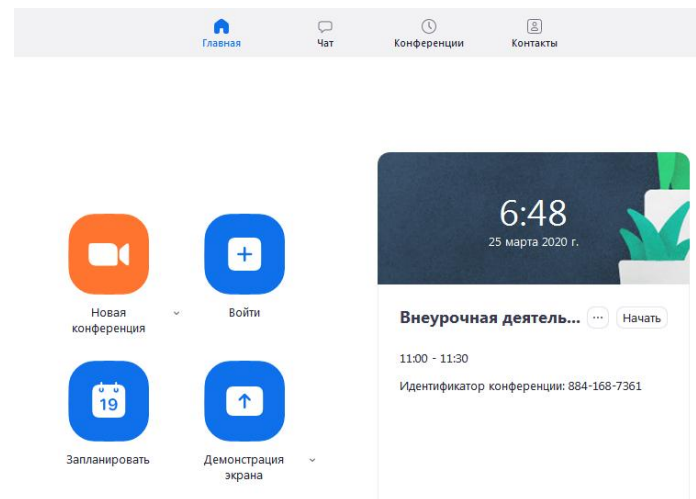 Главная
Чат
Конференции
Контакты
6:48
25 марта 2020 г.
Новая
конференция
Войти
19
Запланировать
Демонстрация
экрана
Внеурочная деятель... ... Начать
11:00 - 11:30
Идентификатор конференции: 884-168-7361